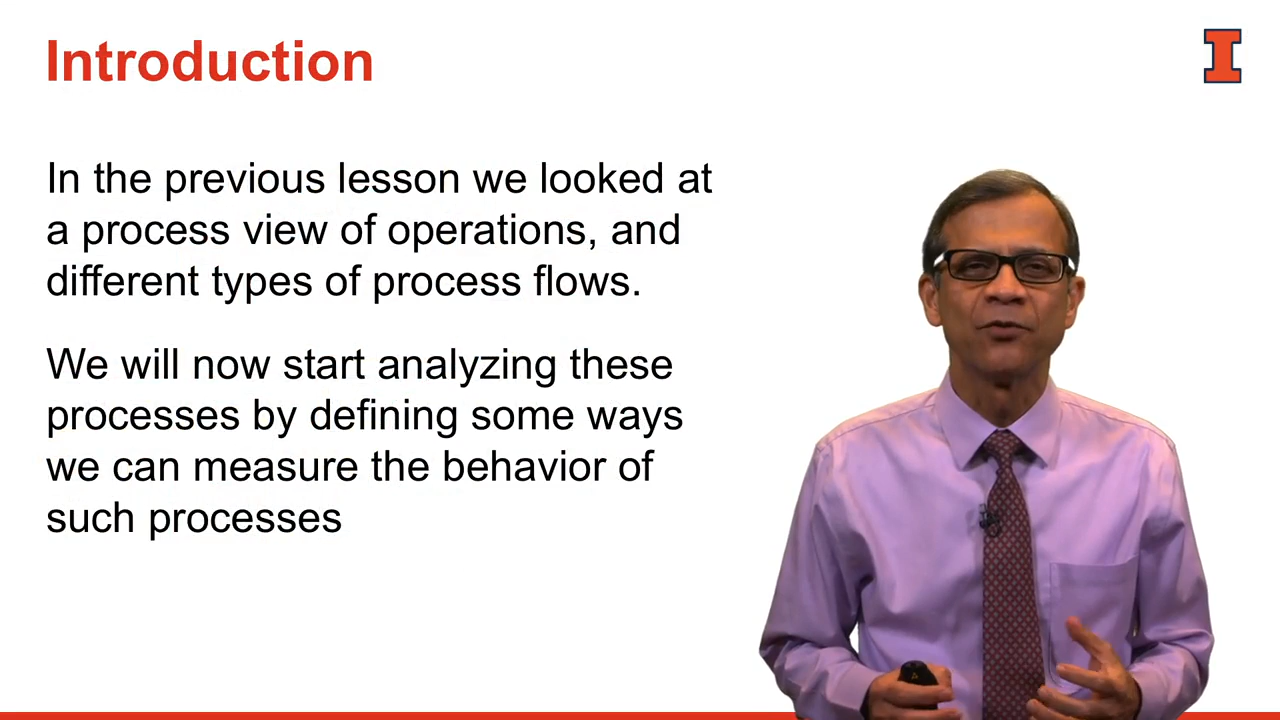 Introduction
In the previous lesson we looked at
a process view of operations, and
different types of process flows.
We will now start analyzing these
processes by defining some ways
we can measure the behavior of
such processes